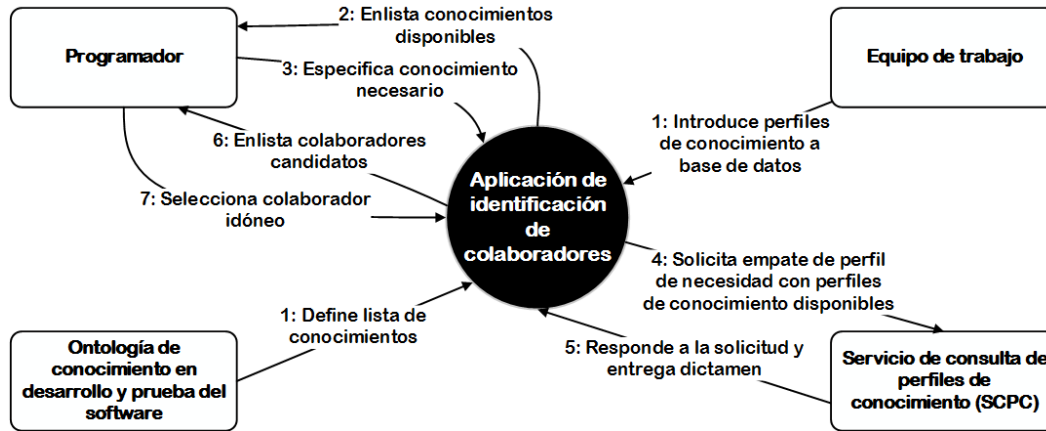 2: Enlista conocimientos
disponibles
Programador
3: Especifica conocimiento
necesario
Equipo de trabajo
1: Introduce perfiles
de conocimiento a
base de datos
6: Enlista colaboradores
candidatos
7: Selecciona colaborador
idóneo
Aplicación de
identificación
de
colaboradores
4: Solicita empate de perfil
de necesidad con perfiles
de conocimiento disponibles
1: Define lista de
conocimientos
5: Responde a la solicitud y
entrega dictamen
Ontología de
conocimiento en
desarrollo y prueba del
software
Servicio de consulta de
perfiles de
conocimiento (SCPC)